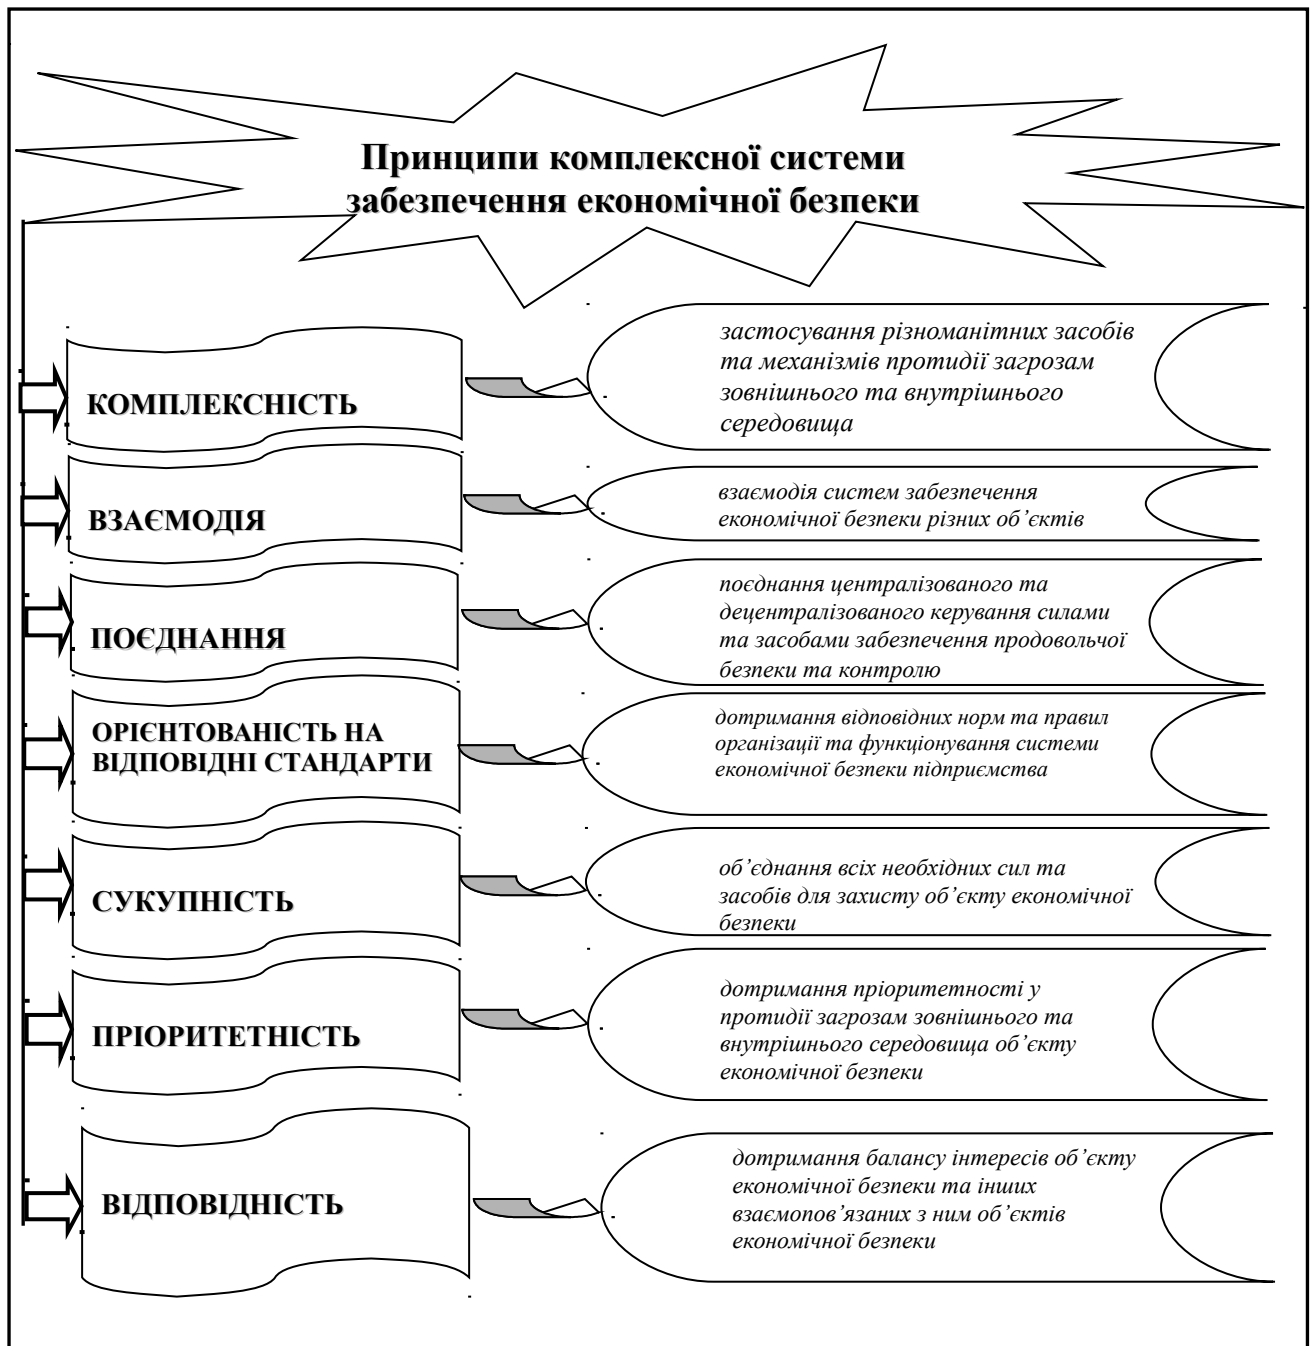 Принципи комплексної системи
забезпечення економічної безпеки
КОМПЛЕКСНІСТЬ
застосування різноманітних засобів
та механізмів протидії загрозам
зовнішнього та внутрішнього
середовища
ВЗАЄМОДІЯ
взаємодія систем забезпечення
економічної безпеки різних об’єктів
ПОЄДНАННЯ
поєднання централізованого та
децентралізованого керування силами
та засобами забезпечення продовольчої
безпеки та контролю
ОРІЄНТОВАНІСТЬ НА
ВІДПОВІДНІ СТАНДАРТИ
дотримання відповідних норм та правил
організації та функціонування системи
економічної безпеки підприємства
СУКУПНІСТЬ
об’єднання всіх необхідних сил та
засобів для захисту об’єкту економічної
безпеки
ПРІОРИТЕТНІСТЬ
дотримання пріоритетності у
протидії загрозам зовнішнього та
внутрішнього середовища об’єкту
економічної безпеки
ВІДПОВІДНІСТЬ
дотримання балансу інтересів об’єкту
економічної безпеки та інших
взаємопов’язаних з ним об’єктів
економічної безпеки